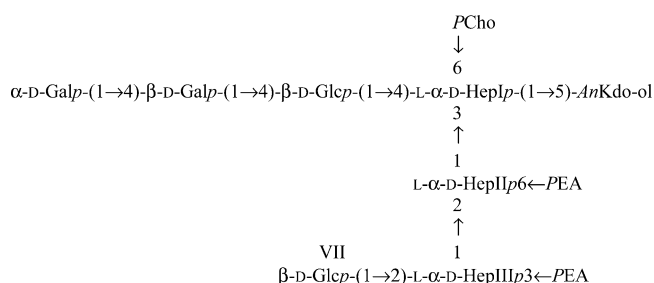 PCho
↓
6
α-D-Galp-(1→4)-β-D-Galp-(1→4)-β-D-Glcp-(1→4)-L-α-D-HepIp-(1→5)-AnKdo-ol
3
↑
1
L-α-D-HepIIp6←PEA
2
↑
VII 1
β-D-Glcp-(1→2)-L-α-D-HepIIIp3←PEA